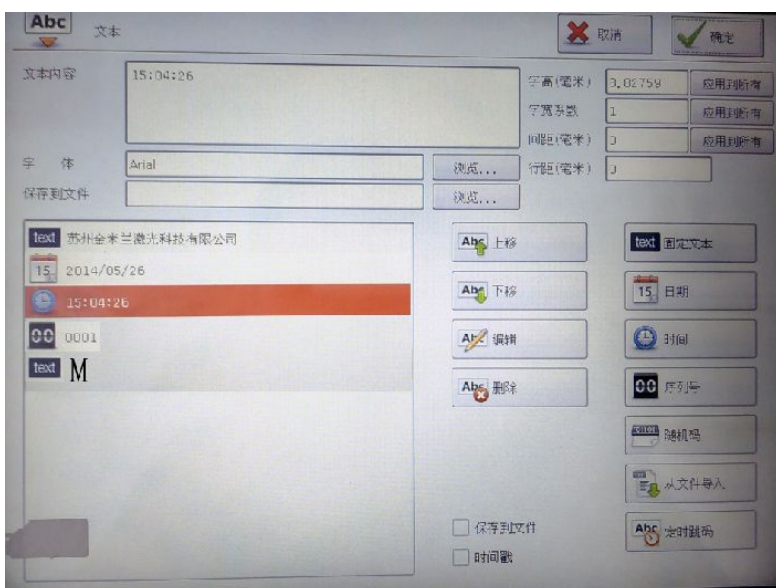 Abc 文本
取消
确定
文本内容
15:04:26
字高(毫米) 3.02759 应用到所有
字宽系数 1 应用到所有
间距(毫米) 0 应用到所有
字 体 Arial 浏览... 行距(毫米) 0
保存到文件 浏览...
text 苏州金米兰激光科技有限公司
15 2014/05/26
15:04:26
00 0001
text M
Abc 上移
Abc 下移
Abc 编辑
Abc 删除
text 固定文本
15 日期
时间
00 序列号
随机码
从文件导入
Abc 定时跳码
保存到文件
时间戳